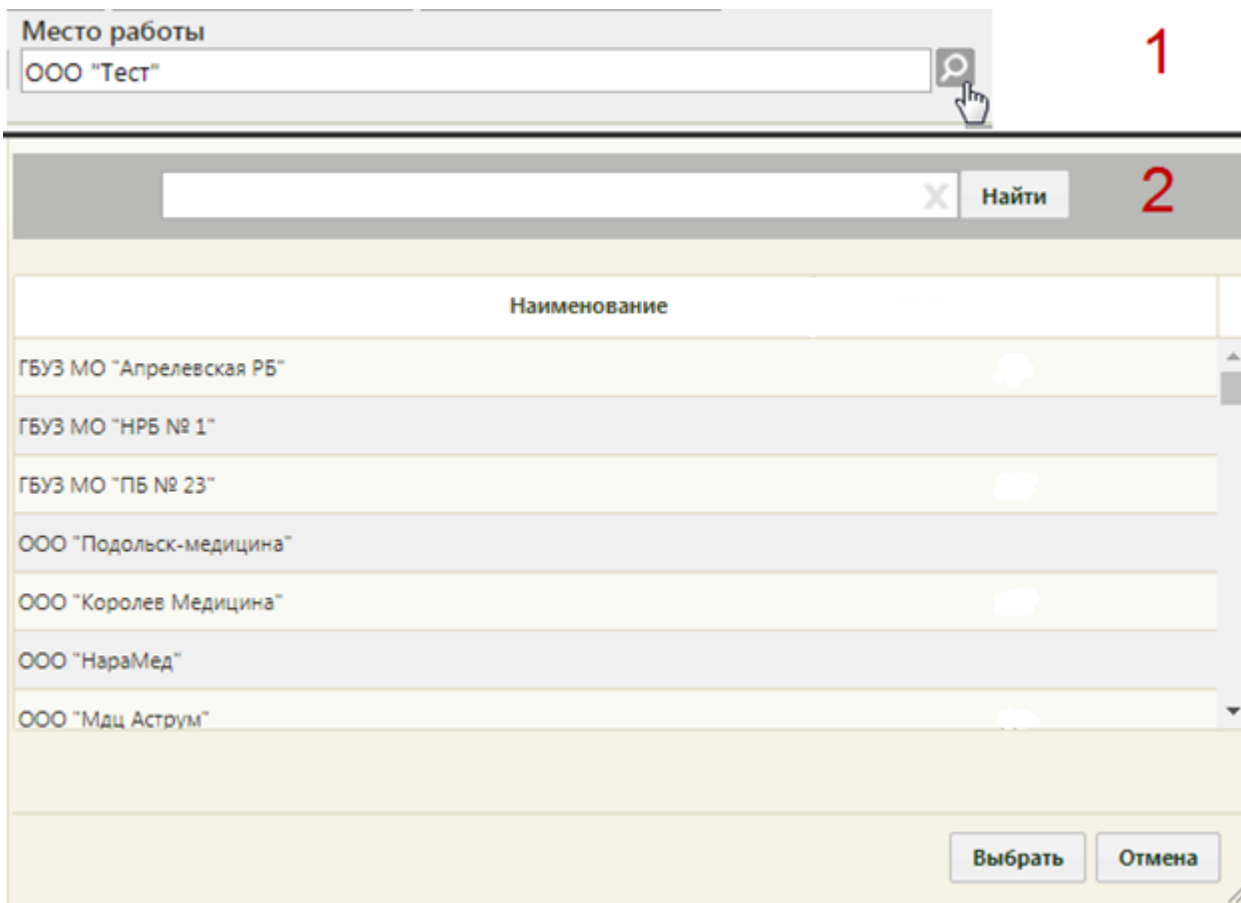 Место работы
ООО "Тест"
1
X
Найти
2
Наименование
ГБУЗ МО "Апрелевская РБ"
ГБУЗ МО "НРБ № 1"
ГБУЗ МО "ПБ № 23"
ООО "Подольск-медицина"
ООО "Королев Медицина"
ООО "НараМед"
ООО "Мдц Аструм"
Выбрать
Отмена